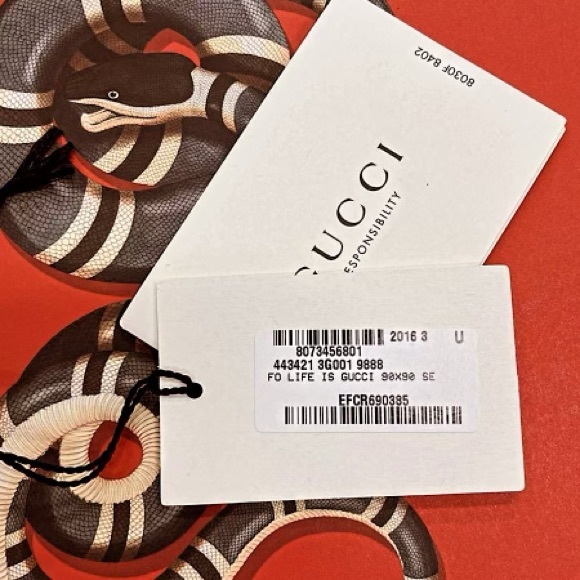 8030F 8402
GUCCI
ESPONSIBILITY
2016 3 U
8073456801
443421 3G001 9888
FO LIFE IS GUCCI 90X90 SE
EFCR690385